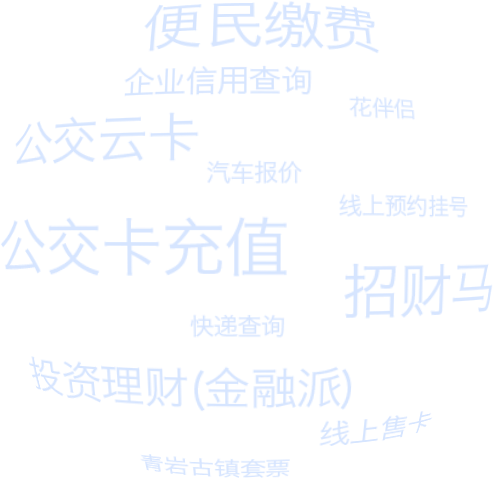 便民缴费
企业信用查询
花伴侣
公交云卡
汽车报价
线上预约挂号
公交卡充值
招财马
快递查询
投资理财(金融派)
线上售卡
青岩古镇套票